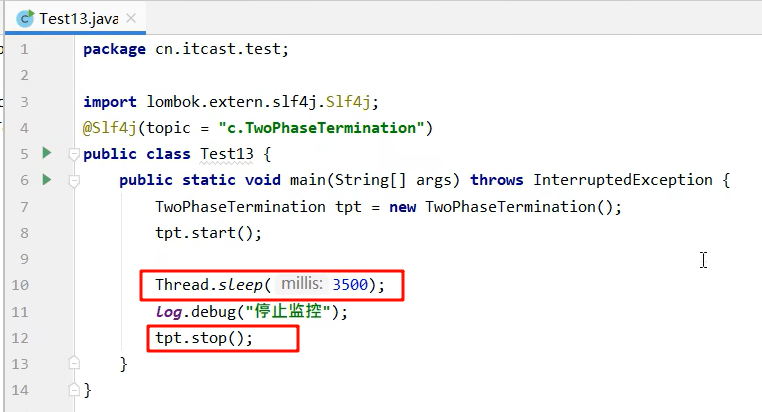 Test13.java
1 package cn.itcast.test;
2
3 import lombok.extern.slf4j.Slf4j;
4 @Slf4j(topic = "c.TwoPhaseTermination")
5 public class Test13 {
6 public static void main(String[] args) throws InterruptedException {
7 TwoPhaseTermination tpt = new TwoPhaseTermination();
8 tpt.start();
9
10 Thread.sleep( millis: 3500);
11 log.debug("停止监控");
12 tpt.stop();
13 }
14 }